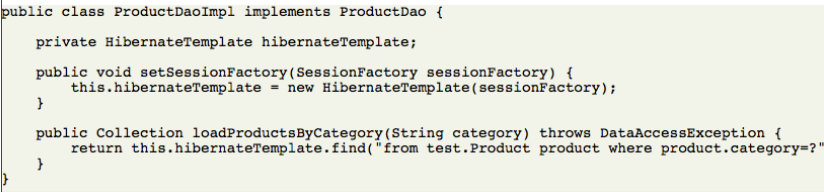 public class ProductDaoImpl implements ProductDao {
    private HibernateTemplate hibernateTemplate;
    public void setSessionFactory(SessionFactory sessionFactory) {
        this.hibernateTemplate = new HibernateTemplate(sessionFactory);
    }
    public Collection loadProductsByCategory(String category) throws DataAccessException {
        return this.hibernateTemplate.find("from test.Product product where product.category=?"
    }
}